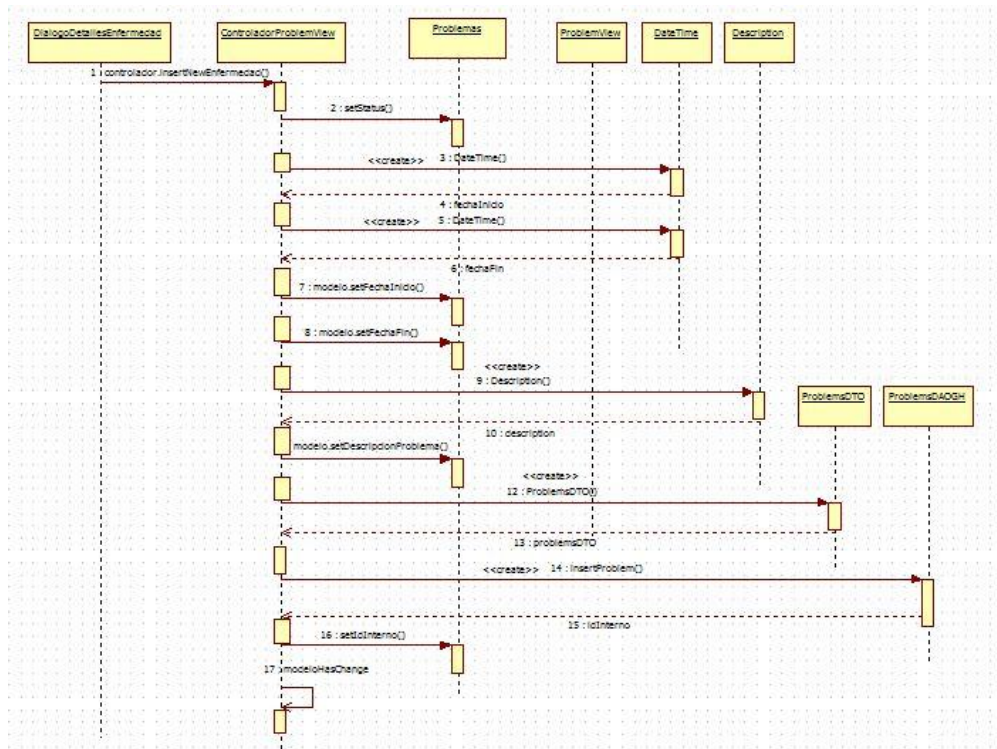 DialogoDetallesEnfermedad
ControladorProblemView
Problemas
ProblemView
DateTime
Description
1 : controlador.insertNewEnfermedad()
2 : setStatus()
<<create>>
3 : DateTime()
4 : fechaInicio
<<create>>
5 : DateTime()
6 : fechaFin
7 : modelo.setFechaInicio()
8 : modelo.setFechaFin()
<<create>>
9 : Description()
ProblemsDTO
ProblemsDAOGH
10 : description
modelo.setDescripcionProblema()
<<create>>
12 : ProblemsDTO()
13 : problemsDTO
<<create>>
14 : insertProblem()
15 : idInterno
16 : setIdInterno()
17 : modeloHasChange